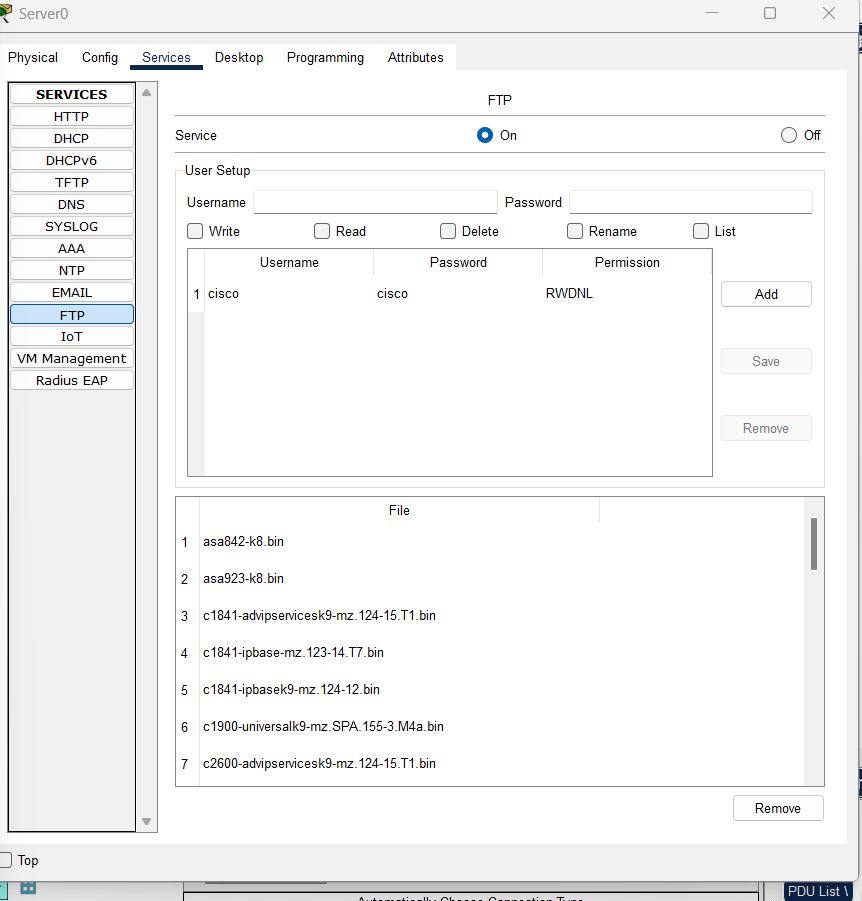 Server0
Physical Config Services Desktop Programming Attributes
SERVICES
HTTP
DHCP
DHCPv6
TFTP
DNS
SYSLOG
AAA
NTP
EMAIL
FTP
IoT
VM Management
Radius EAP
FTP
Service On Off
User Setup
Username Password
Write Read Delete Rename List
Username Password Permission
1 cisco cisco RWDNL
Add
Save
Remove
File
1 asa842-k8.bin
2 asa923-k8.bin
3 c1841-advipservicesk9-mz.124-15.T1.bin
4 c1841-ipbase-mz.123-14.T7.bin
5 c1841-ipbasek9-mz.124-12.bin
6 c1900-universalk9-mz.SPA.155-3.M4a.bin
7 c2600-advipservicesk9-mz.124-15.T1.bin
Remove
Top
Automatically Choose Connection Type
PDU List